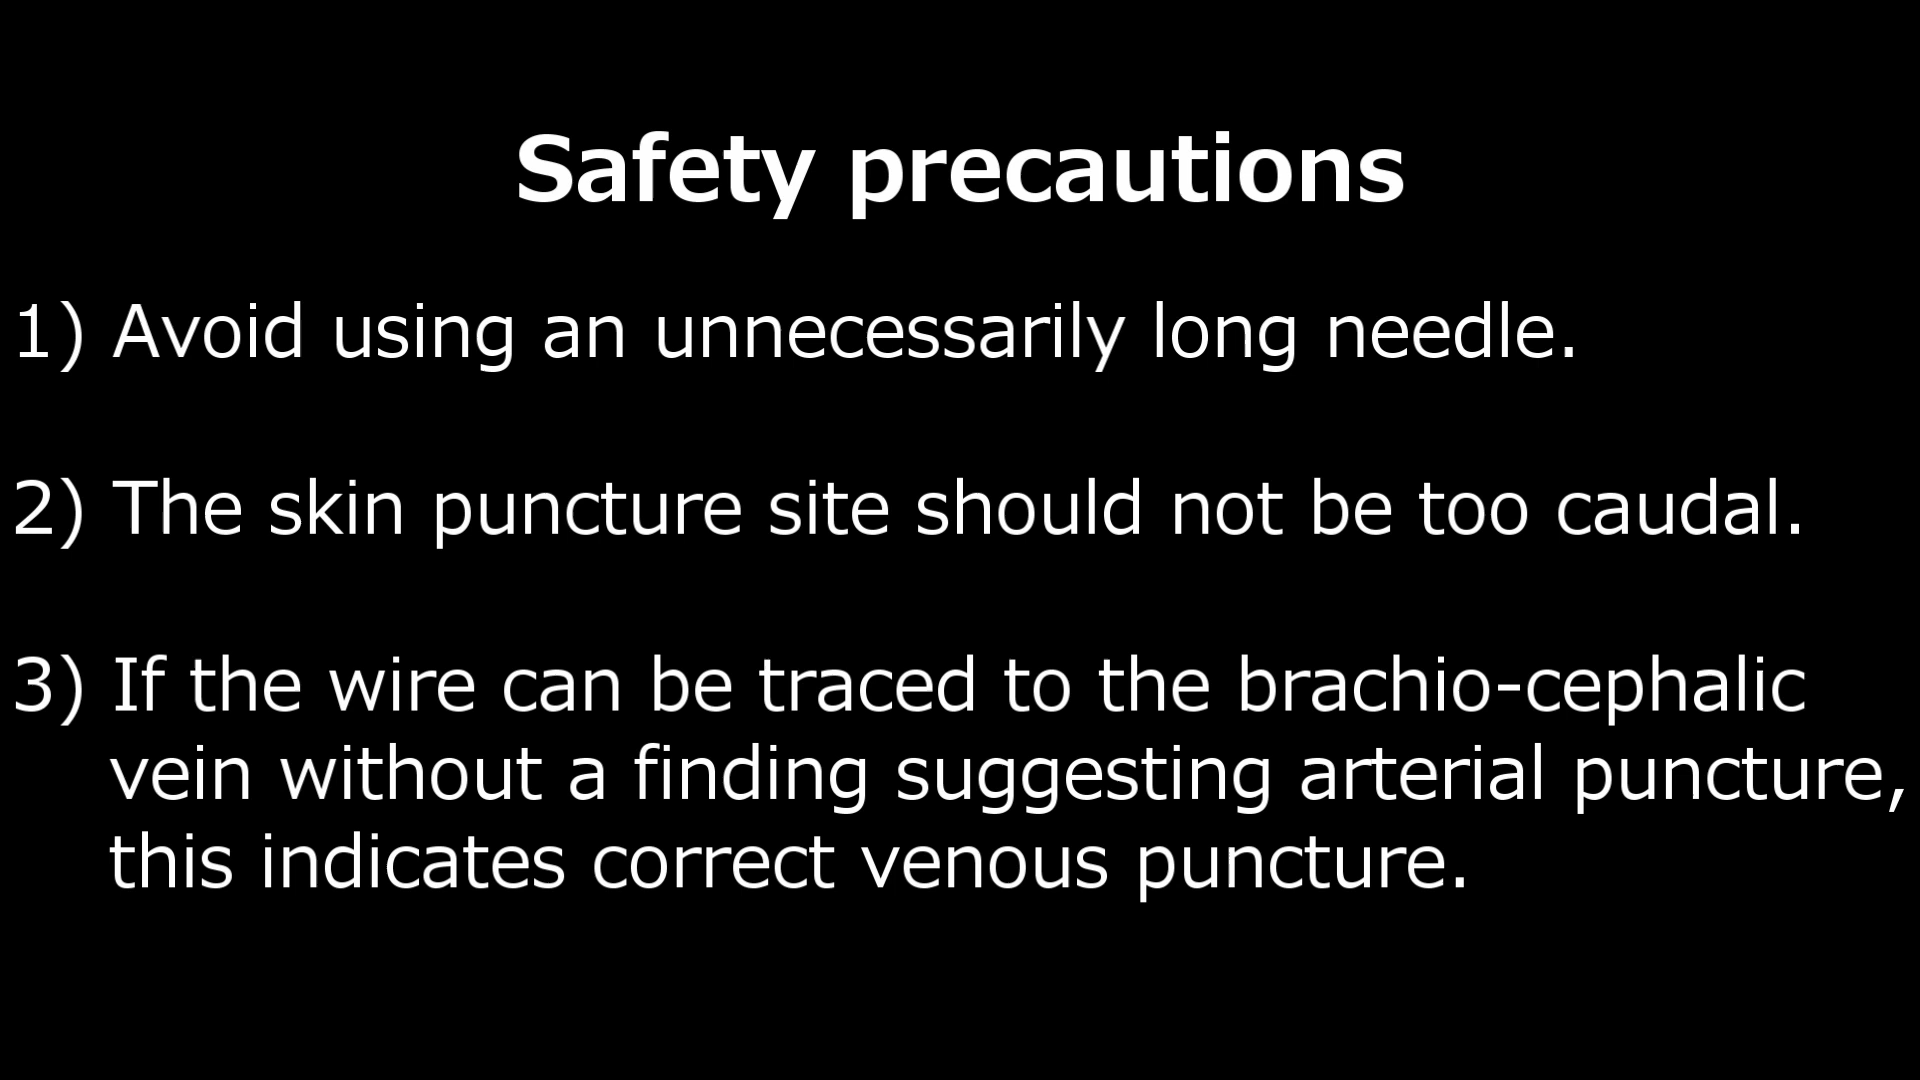 Safety precautions
1) Avoid using an unnecessarily long needle.
2) The skin puncture site should not be too caudal.
3) If the wire can be traced to the brachio-cephalic
vein without a finding suggesting arterial puncture,
this indicates correct venous puncture.